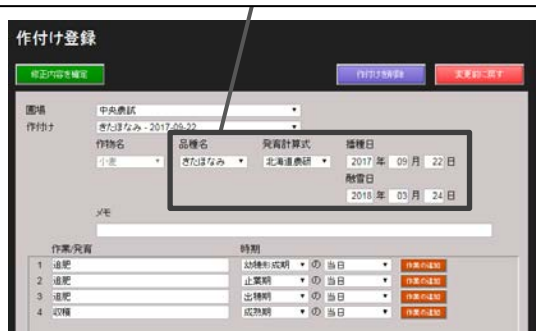 作付け登録
修正内容を確定 作付けを削除 変更前に戻す
圃場 中央農試
作付け きたほなみ - 2017-09-22
作物名 品種名 発育計算式 播種日
小麦 きたほなみ 北海道農研 2017 年 09 月 22 日
融雪日
2018 年 03 月 24 日
メモ
作業/発育 時期
1 追肥 幼穂形成期 の 当日 作業の追加
2 追肥 止葉期 の 当日 作業の追加
3 追肥 出穂期 の 当日 作業の追加
4 収穫 成熟期 の 当日 作業の追加